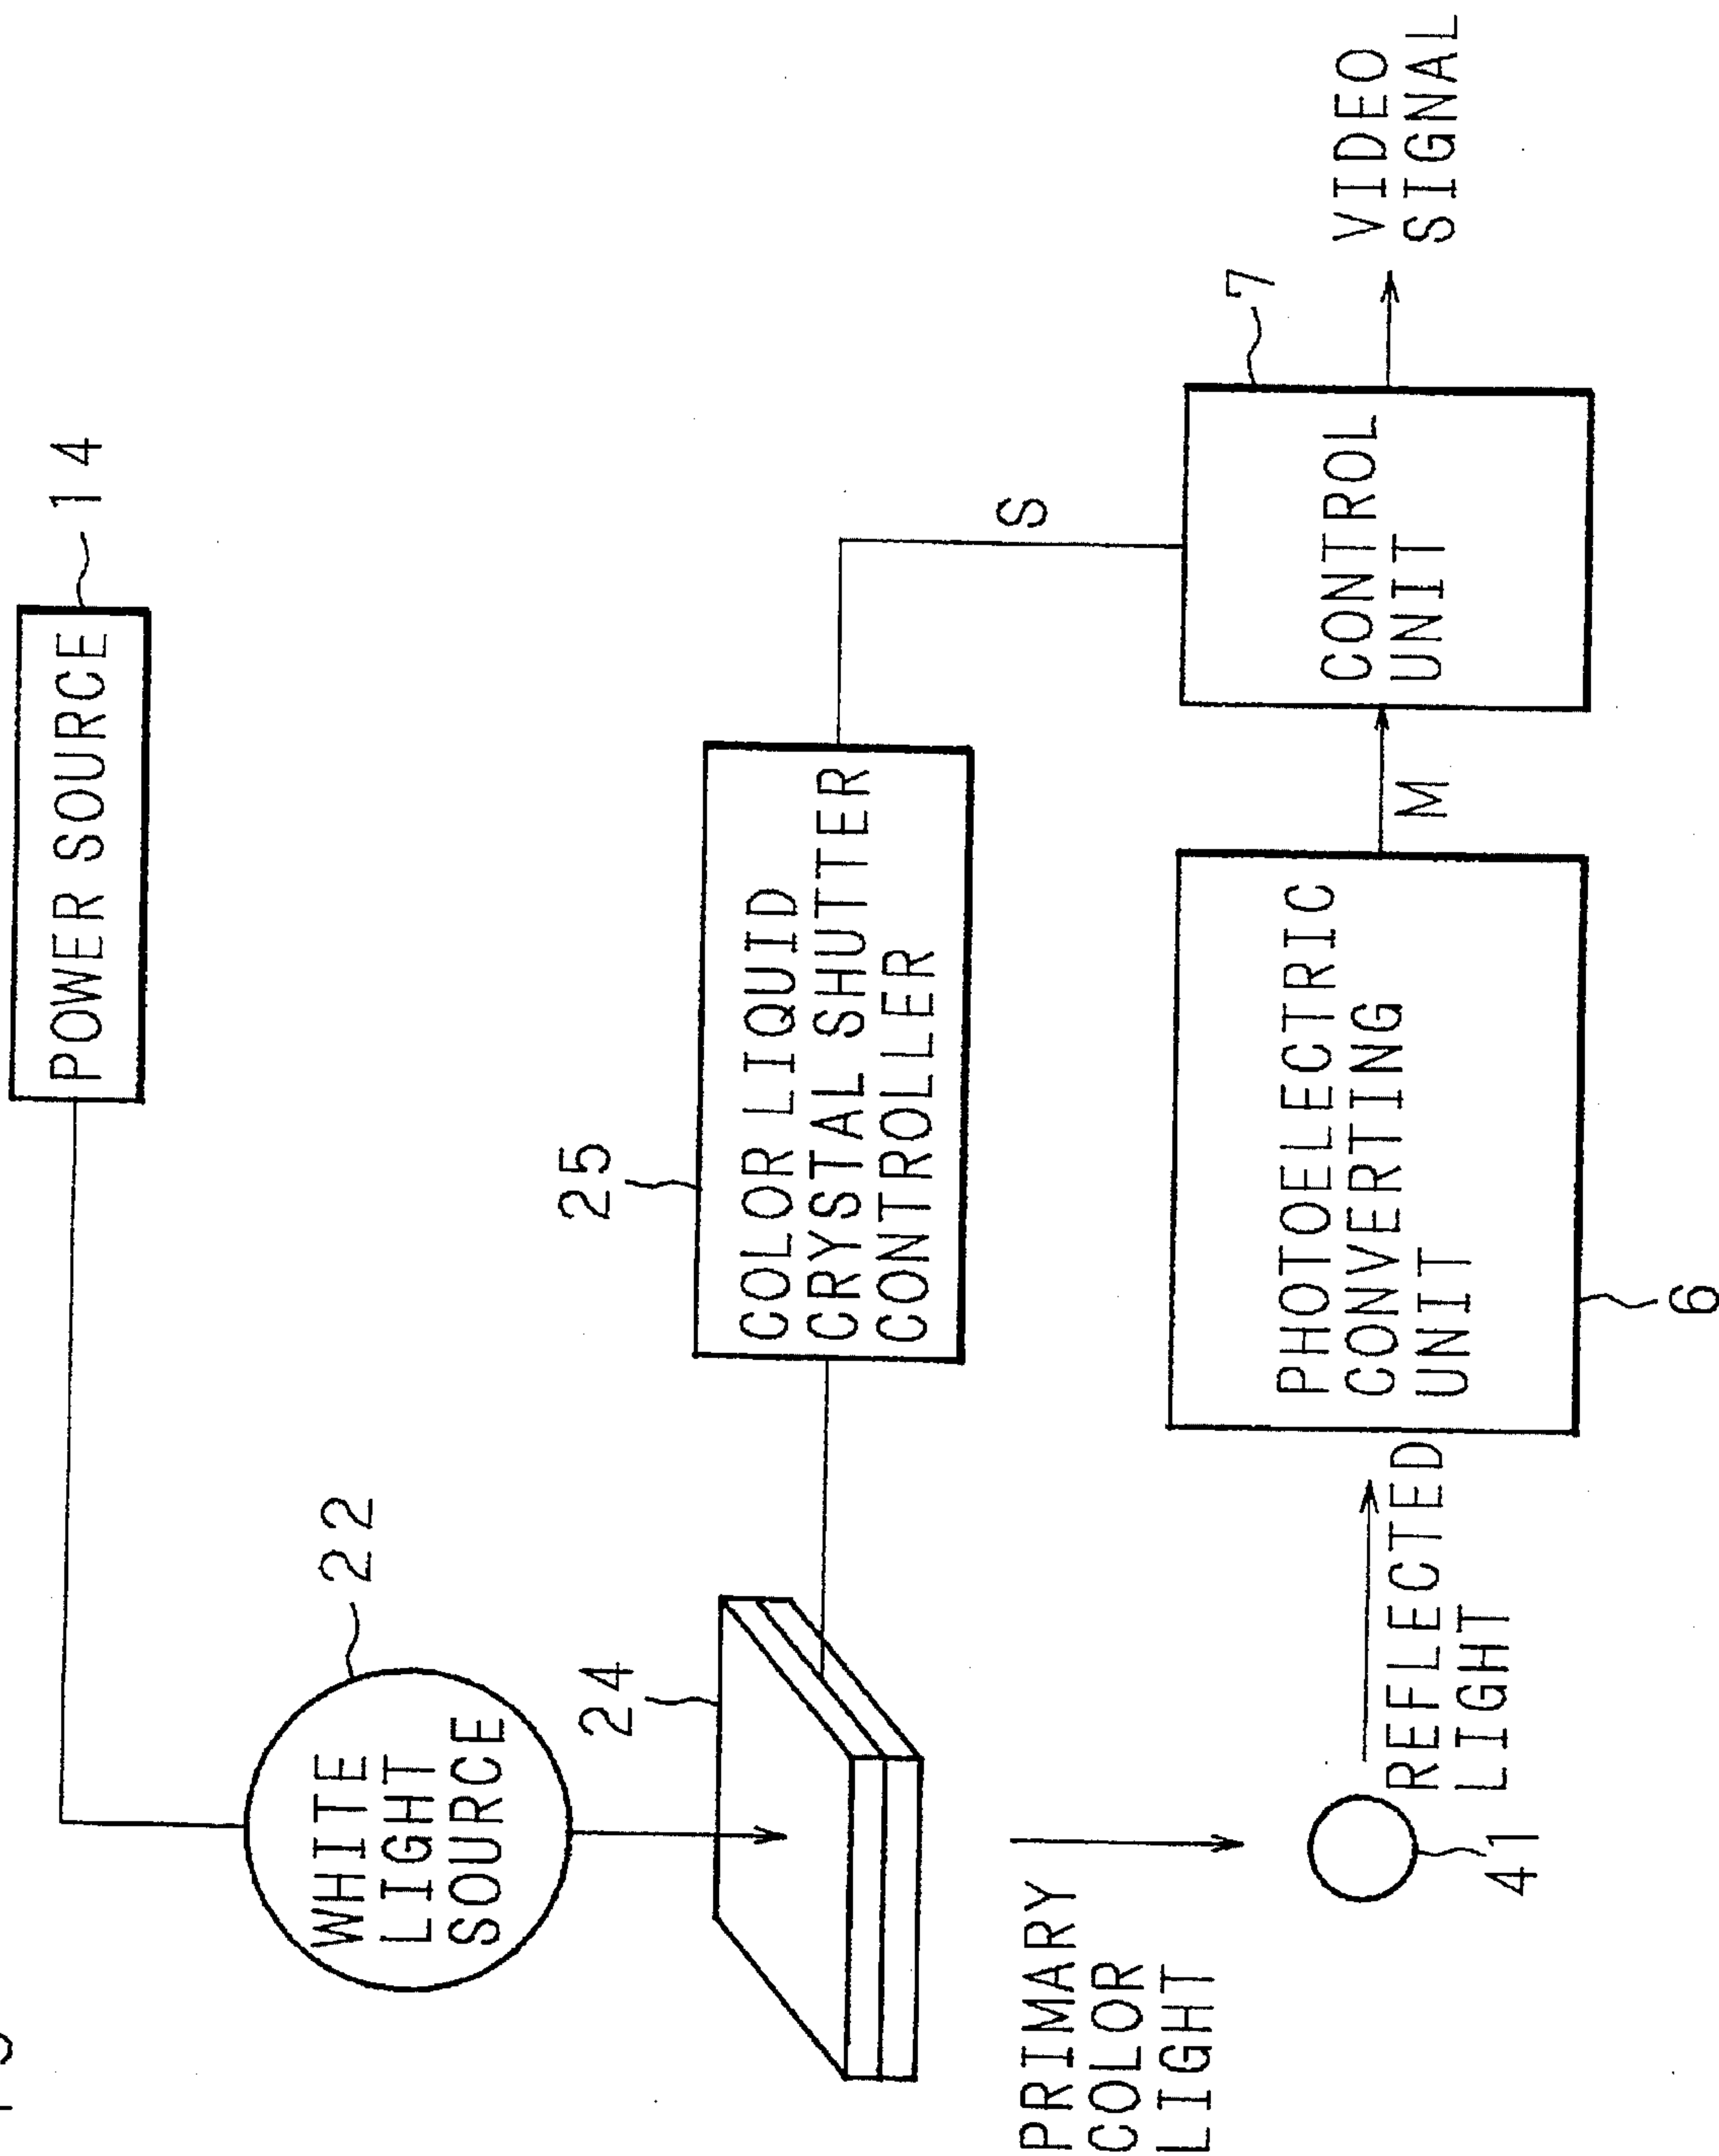 POWER SOURCE
14
WHITE
LIGHT
SOURCE
22
24
25
COLOR LIQUID
CRYSTAL SHUTTER
CONTROLLER
S
7
PRIMARY
COLOR
LIGHT
41
REFLECTED
LIGHT
PHOTOELECTRIC
CONVERTING
UNIT
6
M
CONTROL
UNIT
VIDEO
SIGNAL